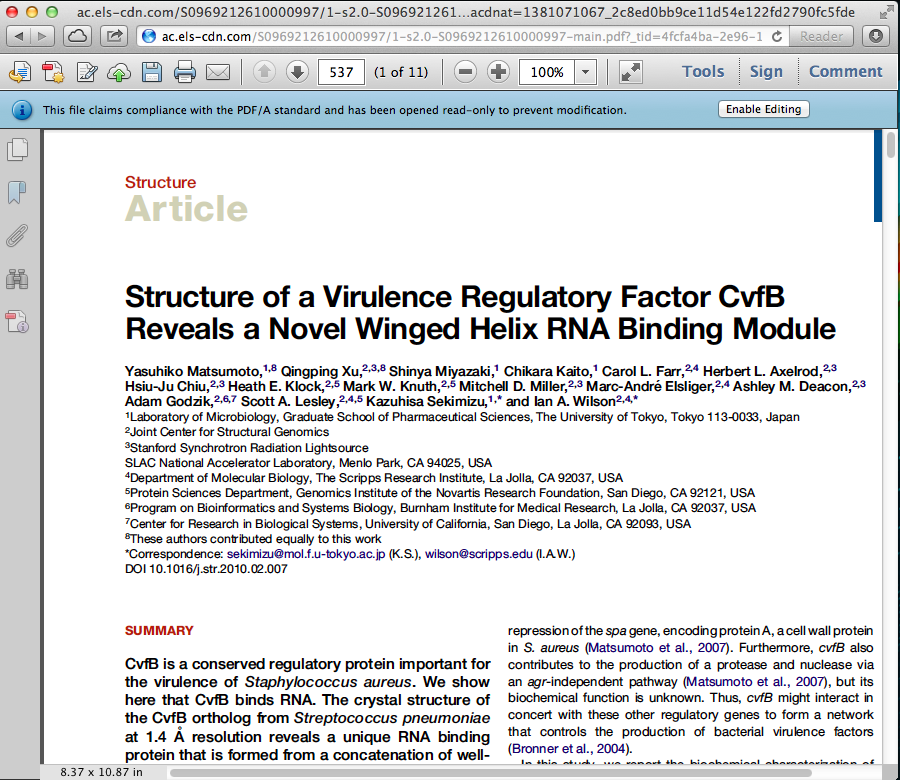 ac.els-cdn.com/S0969212610000997/1-s2.0-S096921261...acdnat=1381071067_2c8ed0bb9ce11d54e122fd2790fc5fde
ac.els-cdn.com/S0969212610000997/1-s2.0-S0969212610000997-main.pdf?_tid=4fcfa4ba-2e96-1
Reader
537 (1 of 11) 100% Tools Sign Comment
This file claims compliance with the PDF/A standard and has been opened read-only to prevent modification. Enable Editing
Structure
Article
Structure of a Virulence Regulatory Factor CvfB
Reveals a Novel Winged Helix RNA Binding Module
Yasuhiko Matsumoto,1,8 Qingping Xu,2,3,8 Shinya Miyazaki,1 Chikara Kaito,1 Carol L. Farr,2,4 Herbert L. Axelrod,2,3
Hsiu-Ju Chiu,2,3 Heath E. Klock,2,5 Mark W. Knuth,2,5 Mitchell D. Miller,2,3 Marc-André Elsliger,2,4 Ashley M. Deacon,2,3
Adam Godzik,2,6,7 Scott A. Lesley,2,4,5 Kazuhisa Sekimizu,1,* and Ian A. Wilson2,4,*
1Laboratory of Microbiology, Graduate School of Pharmaceutical Sciences, The University of Tokyo, Tokyo 113-0033, Japan
2Joint Center for Structural Genomics
3Stanford Synchrotron Radiation Lightsource
SLAC National Accelerator Laboratory, Menlo Park, CA 94025, USA
4Department of Molecular Biology, The Scripps Research Institute, La Jolla, CA 92037, USA
5Protein Sciences Department, Genomics Institute of the Novartis Research Foundation, San Diego, CA 92121, USA
6Program on Bioinformatics and Systems Biology, Burnham Institute for Medical Research, La Jolla, CA 92037, USA
7Center for Research in Biological Systems, University of California, San Diego, La Jolla, CA 92093, USA
8These authors contributed equally to this work
*Correspondence: sekimizu@mol.f.u-tokyo.ac.jp (K.S.), wilson@scripps.edu (I.A.W.)
DOI 10.1016/j.str.2010.02.007
SUMMARY
CvfB is a conserved regulatory protein important for
the virulence of Staphylococcus aureus. We show
here that CvfB binds RNA. The crystal structure of
the CvfB ortholog from Streptococcus pneumoniae
at 1.4 Å resolution reveals a unique RNA binding
protein that is formed from a concatenation of well-
repression of the spa gene, encoding protein A, a cell wall protein
in S. aureus (Matsumoto et al., 2007). Furthermore, cvfB also
contributes to the production of a protease and nuclease via
an agr-independent pathway (Matsumoto et al., 2007), but its
biochemical function is unknown. Thus, cvfB might interact in
concert with these other regulatory genes to form a network
that controls the production of bacterial virulence factors
(Bronner et al., 2004).
In this study, we report the biochemical characterization of
8.37 x 10.87 in